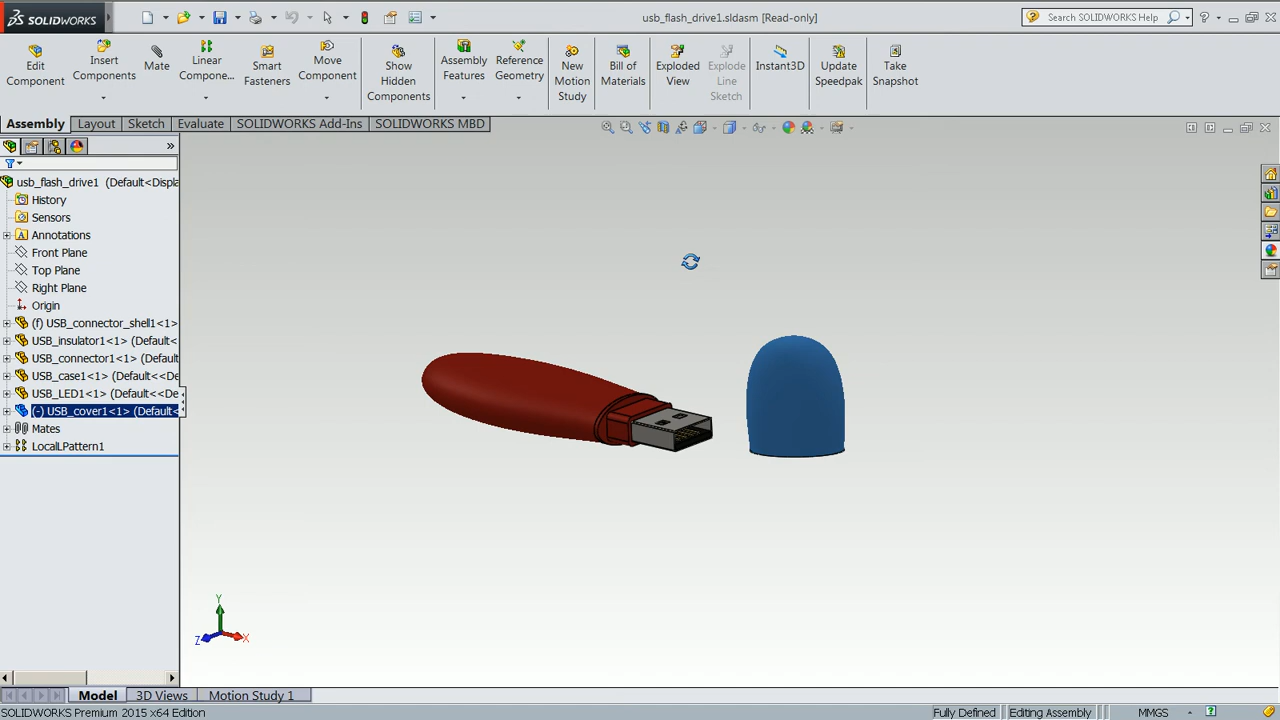 SOLIDWORKS
usb_flash_drive1.sldasm [Read-only]
Search SOLIDWORKS Help
Edit Component
Insert Components
Mate
Linear Compone...
Smart Fasteners
Move Component
Show Hidden Components
Assembly Features
Reference Geometry
New Motion Study
Bill of Materials
Exploded View
Explode Line Sketch
Instant3D
Update Speedpak
Take Snapshot
Assembly
Layout
Sketch
Evaluate
SOLIDWORKS Add-Ins
SOLIDWORKS MBD
»
usb_flash_drive1 (Default<Displa
History
Sensors
Annotations
Front Plane
Top Plane
Right Plane
Origin
(f) USB_connector_shell1<1>
USB_insulator1<1> (Default<
USB_connector1<1> (Default
USB_case1<1> (Default<<De
USB_LED1<1> (Default<<De
(-) USB_cover1<1> (Default<
Mates
LocalLPattern1
Y
Z
X
Model
3D Views
Motion Study 1
SOLIDWORKS Premium 2015 x64 Edition
Fully Defined
Editing Assembly
MMGS